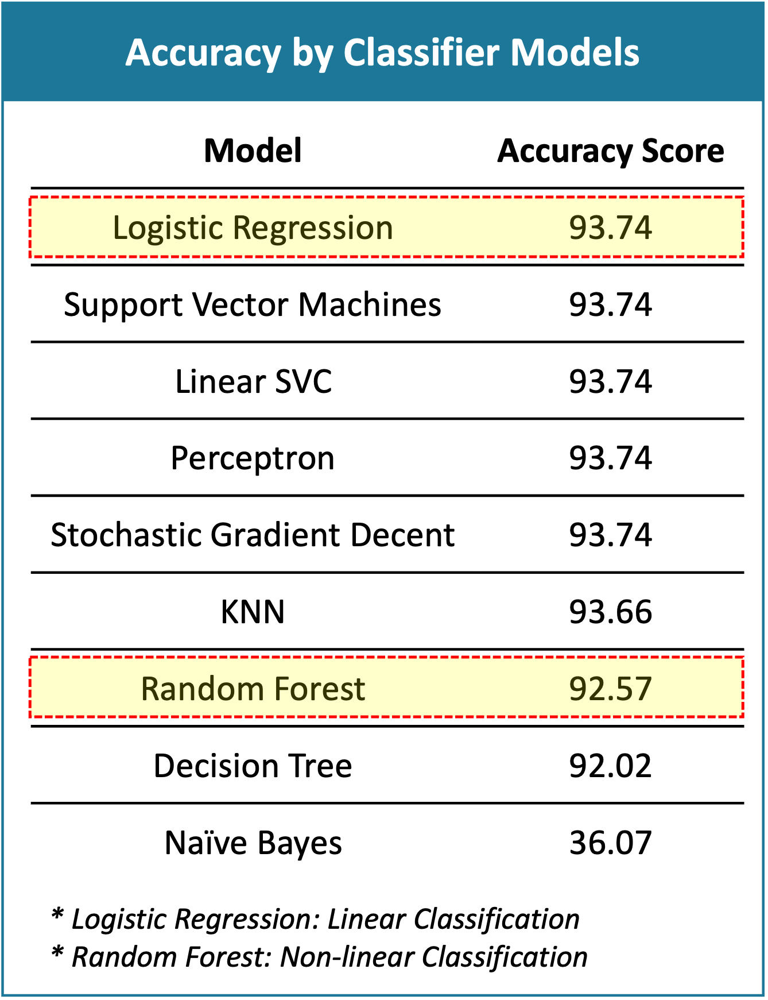 Accuracy by Classifier Models
Model Accuracy Score
Logistic Regression 93.74
Support Vector Machines 93.74
Linear SVC 93.74
Perceptron 93.74
Stochastic Gradient Decent 93.74
KNN 93.66
Random Forest 92.57
Decision Tree 92.02
Naïve Bayes 36.07
* Logistic Regression: Linear Classification
* Random Forest: Non-linear Classification